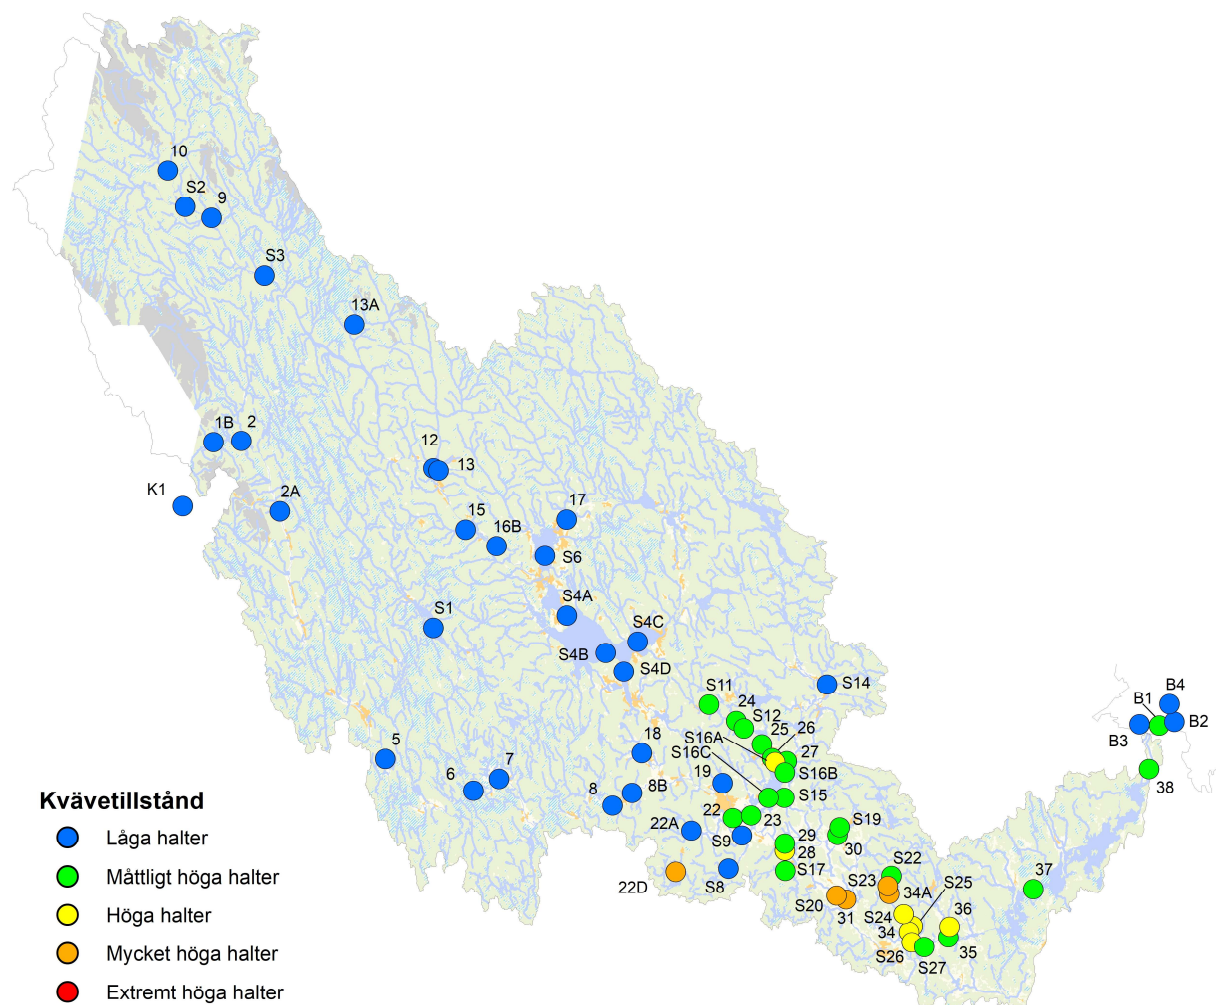 10
S2
9
S3
13A
1B
2
12
13
K1
2A
15
16B
17
S6
S1
S4A
S4C
S4B
S4D
S14
S11
24
S12
25
26
S16A
27
S16C
S16B
B4
B1
B2
B3
38
18
5
7
6
19
8
8B
S15
22
23
22A
S9
29
28
S19
30
S17
22D
S8
S22
S23
34A
S25
37
S20
31
S24
34
36
S26
35
S27
Kvävetillstånd
Låga halter
Måttligt höga halter
Höga halter
Mycket höga halter
Extremt höga halter